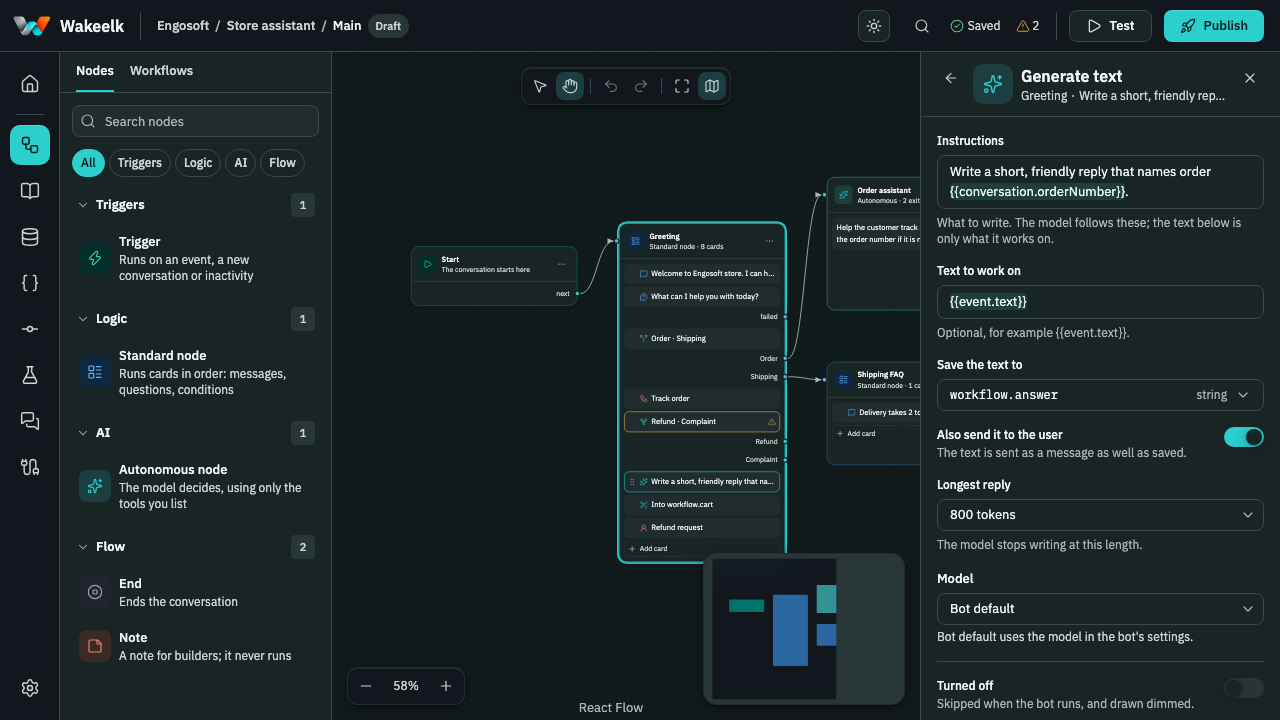 Wakeelk
Engosoft / Store assistant / Main Draft
Saved
2
Test
Publish
Nodes Workflows
Search nodes
All Triggers Logic AI Flow
Triggers 1
Trigger
Runs on an event, a new
conversation or inactivity
Logic 1
Standard node
Runs cards in order: messages,
questions, conditions
AI 1
Autonomous node
The model decides, using only the
tools you list
Flow 2
End
Ends the conversation
Note
A note for builders; it never runs
Start
The conversation starts here
next
Greeting
Standard node · 8 cards
Welcome to Engosoft store. I can h...
What can I help you with today?
failed
Order · Shipping
Order
Shipping
Track order
Refund · Complaint
Refund
Complaint
Write a short, friendly reply that na...
Into workflow.cart
Refund request
+ Add card
Order assistant
Autonomous · 2 exit
Help the customer track
the order number if it is n
Shipping FAQ
Standard node · 1 ca
Delivery takes 2 to
+ Add card
58%
React Flow
Generate text
Greeting · Write a short, friendly rep...
Instructions
Write a short, friendly reply that names order
{{conversation.orderNumber}}.
What to write. The model follows these; the text below is
only what it works on.
Text to work on
{{event.text}}
Optional, for example {{event.text}}.
Save the text to
workflow.answer string
Also send it to the user
The text is sent as a message as well as saved.
Longest reply
800 tokens
The model stops writing at this length.
Model
Bot default
Bot default uses the model in the bot's settings.
Turned off
Skipped when the bot runs, and drawn dimmed.